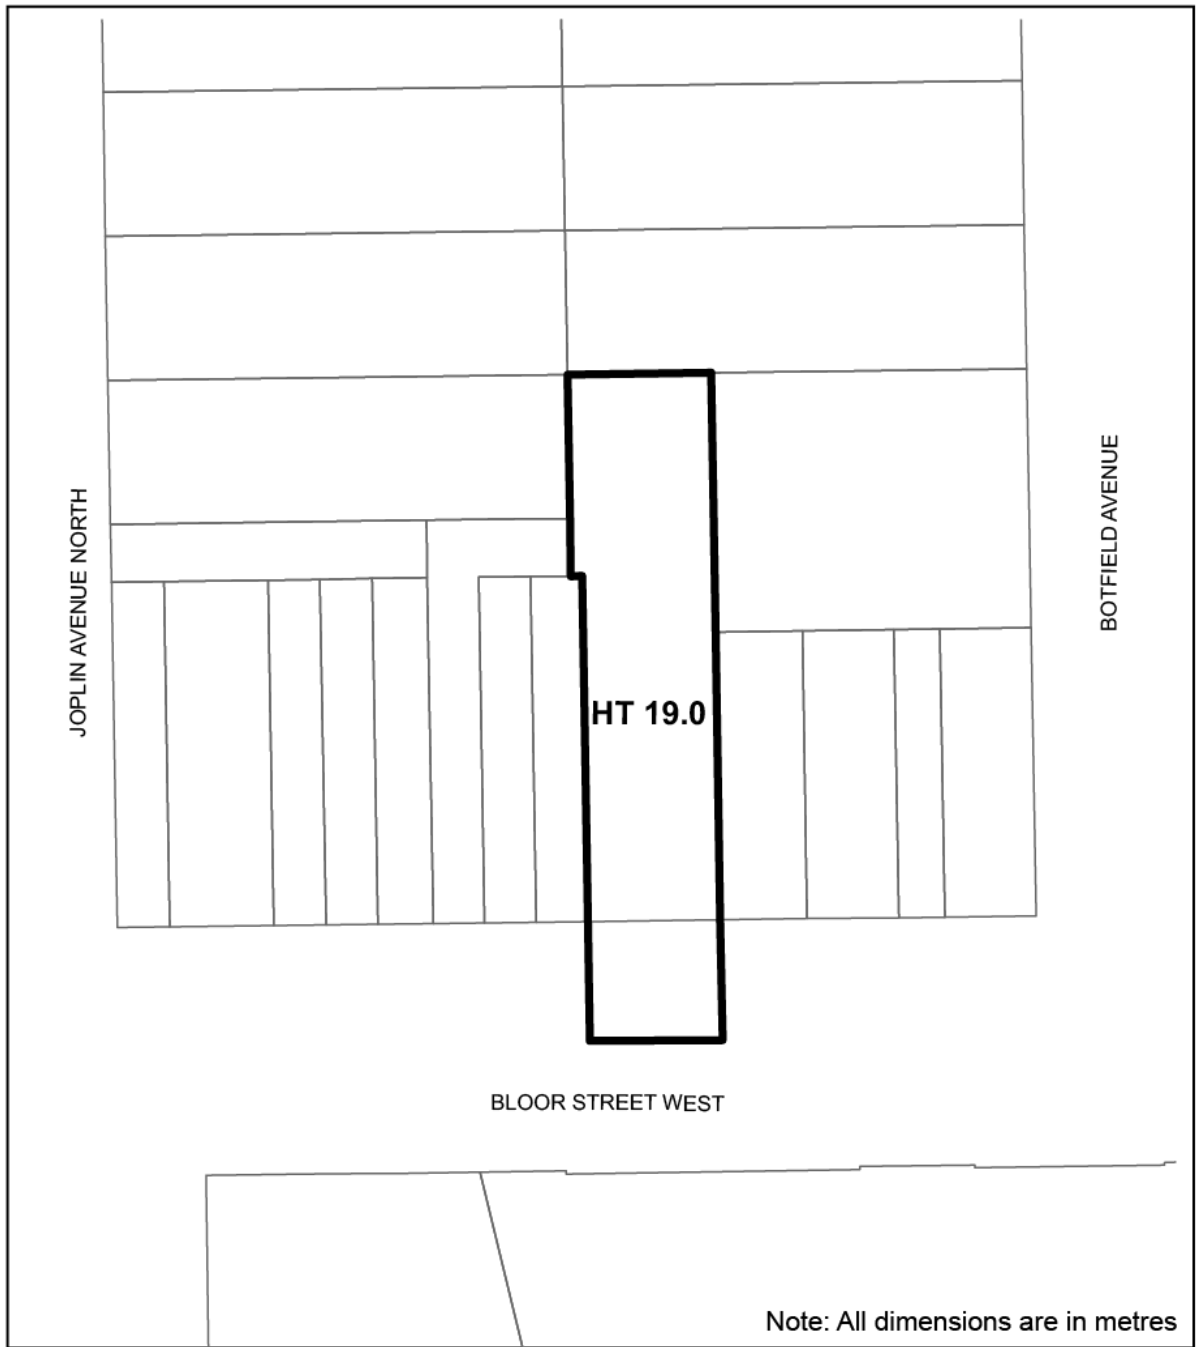 JOPLIN AVENUE NORTH
BOTFIELD AVENUE
HT 19.0
BLOOR STREET WEST
Note: All dimensions are in metres